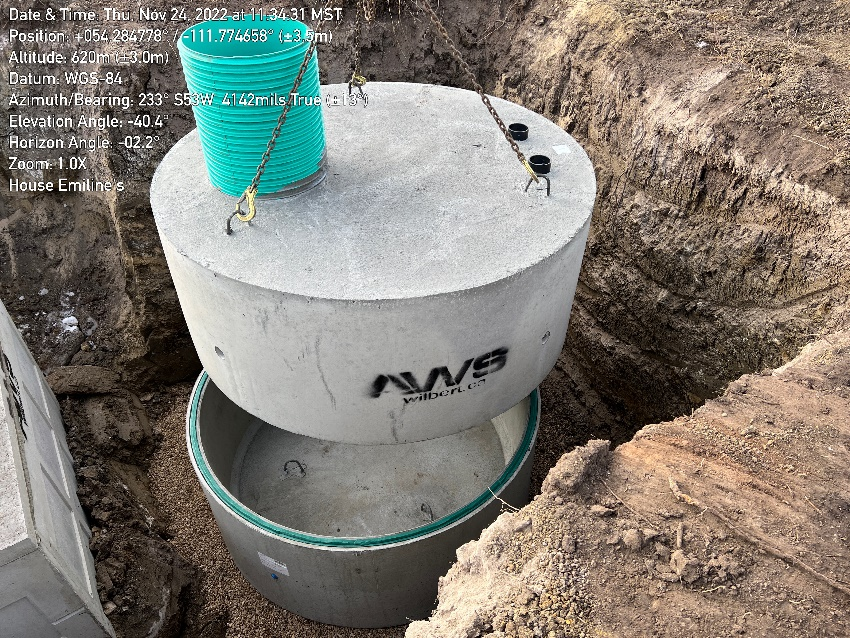 Date & Time: Thu, Nov 24, 2022 at 11:34:31 MST
Position: +054.284778° / -111.774658° (±3.5m)
Altitude: 620m (±3.0m)
Datum: WGS-84
Azimuth/Bearing: 233° S53W 4142mils True (±13°)
Elevation Angle: -40.4°
Horizon Angle: -02.2°
Zoom: 1.0X
House Emiline's
AWS
wilbert.ca